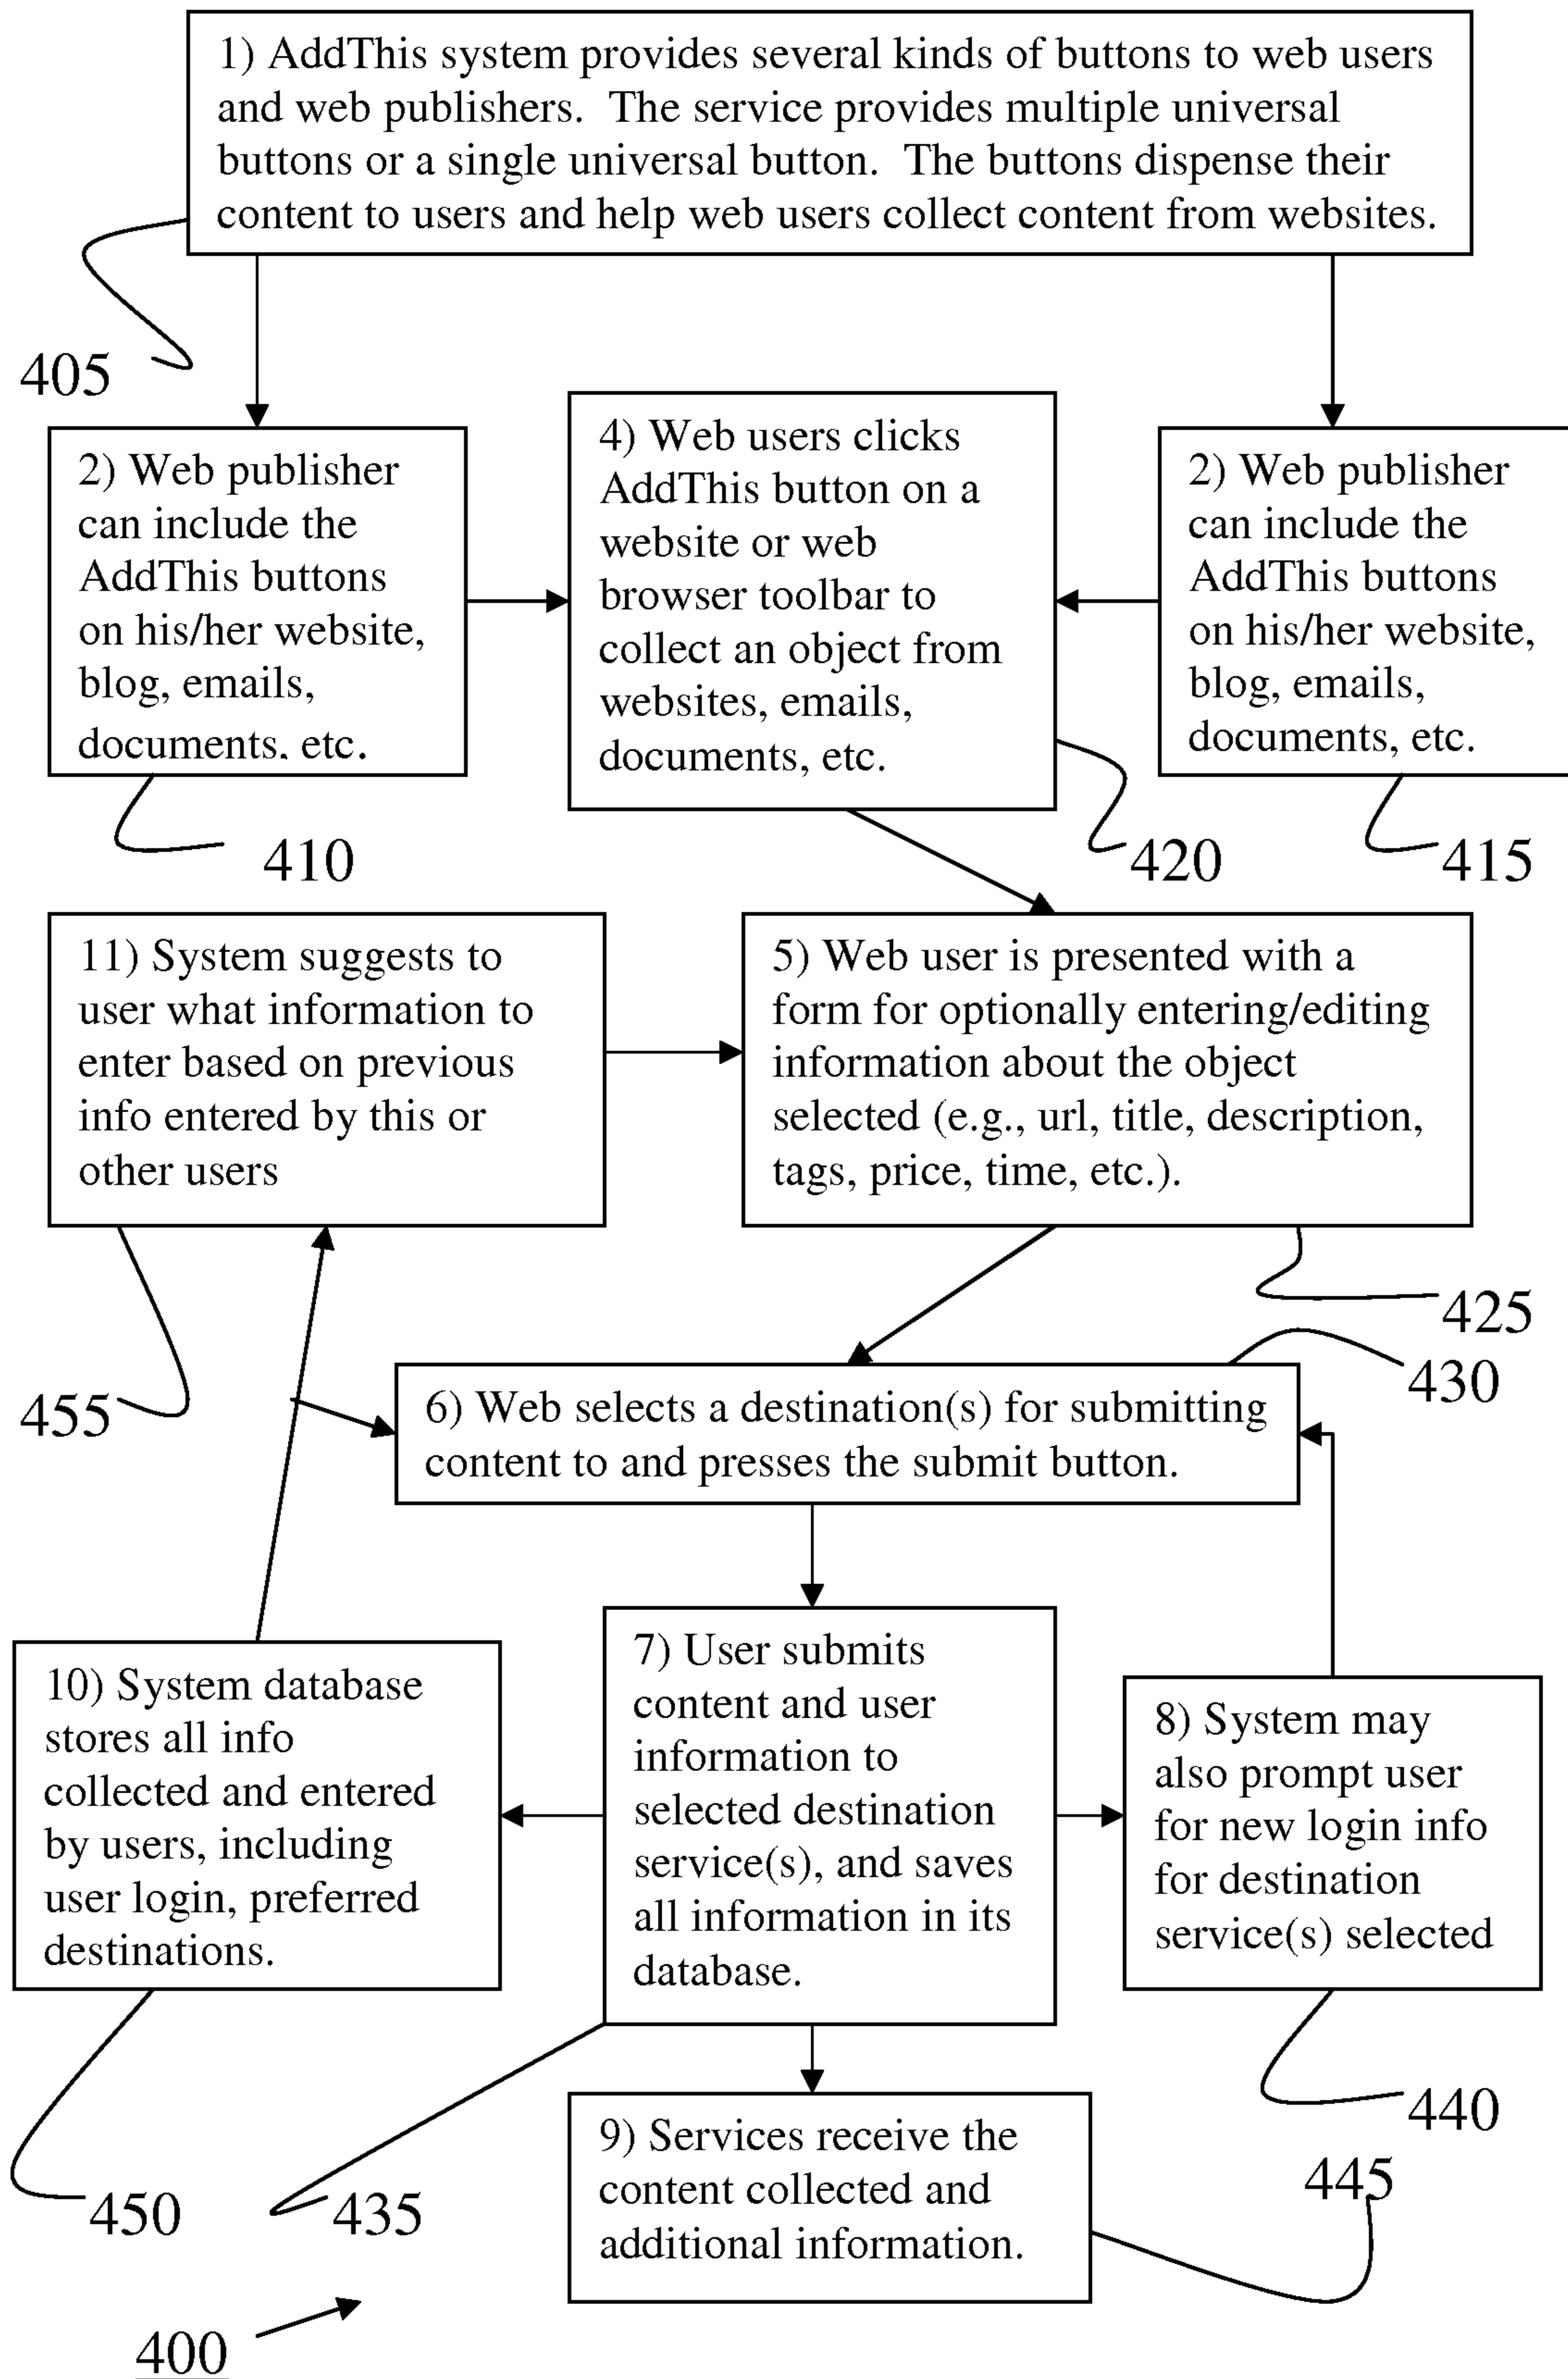 1) AddThis system provides several kinds of buttons to web users
and web publishers.  The service provides multiple universal
buttons or a single universal button.  The buttons dispense their
content to users and help web users collect content from websites.
405
2) Web publisher
can include the
AddThis buttons
on his/her website,
blog, emails,
documents, etc.
410
4) Web users clicks
AddThis button on a
website or web
browser toolbar to
collect an object from
websites, emails,
documents, etc.
420
2) Web publisher
can include the
AddThis buttons
on his/her website,
blog, emails,
documents, etc.
415
11) System suggests to
user what information to
enter based on previous
info entered by this or
other users
455
5) Web user is presented with a
form for optionally entering/editing
information about the object
selected (e.g., url, title, description,
tags, price, time, etc.).
425
430
6) Web selects a destination(s) for submitting
content to and presses the submit button.
10) System database
stores all info
collected and entered
by users, including
user login, preferred
destinations.
450
7) User submits
content and user
information to
selected destination
service(s), and saves
all information in its
database.
435
8) System may
also prompt user
for new login info
for destination
service(s) selected
440
9) Services receive the
content collected and
additional information.
445
400